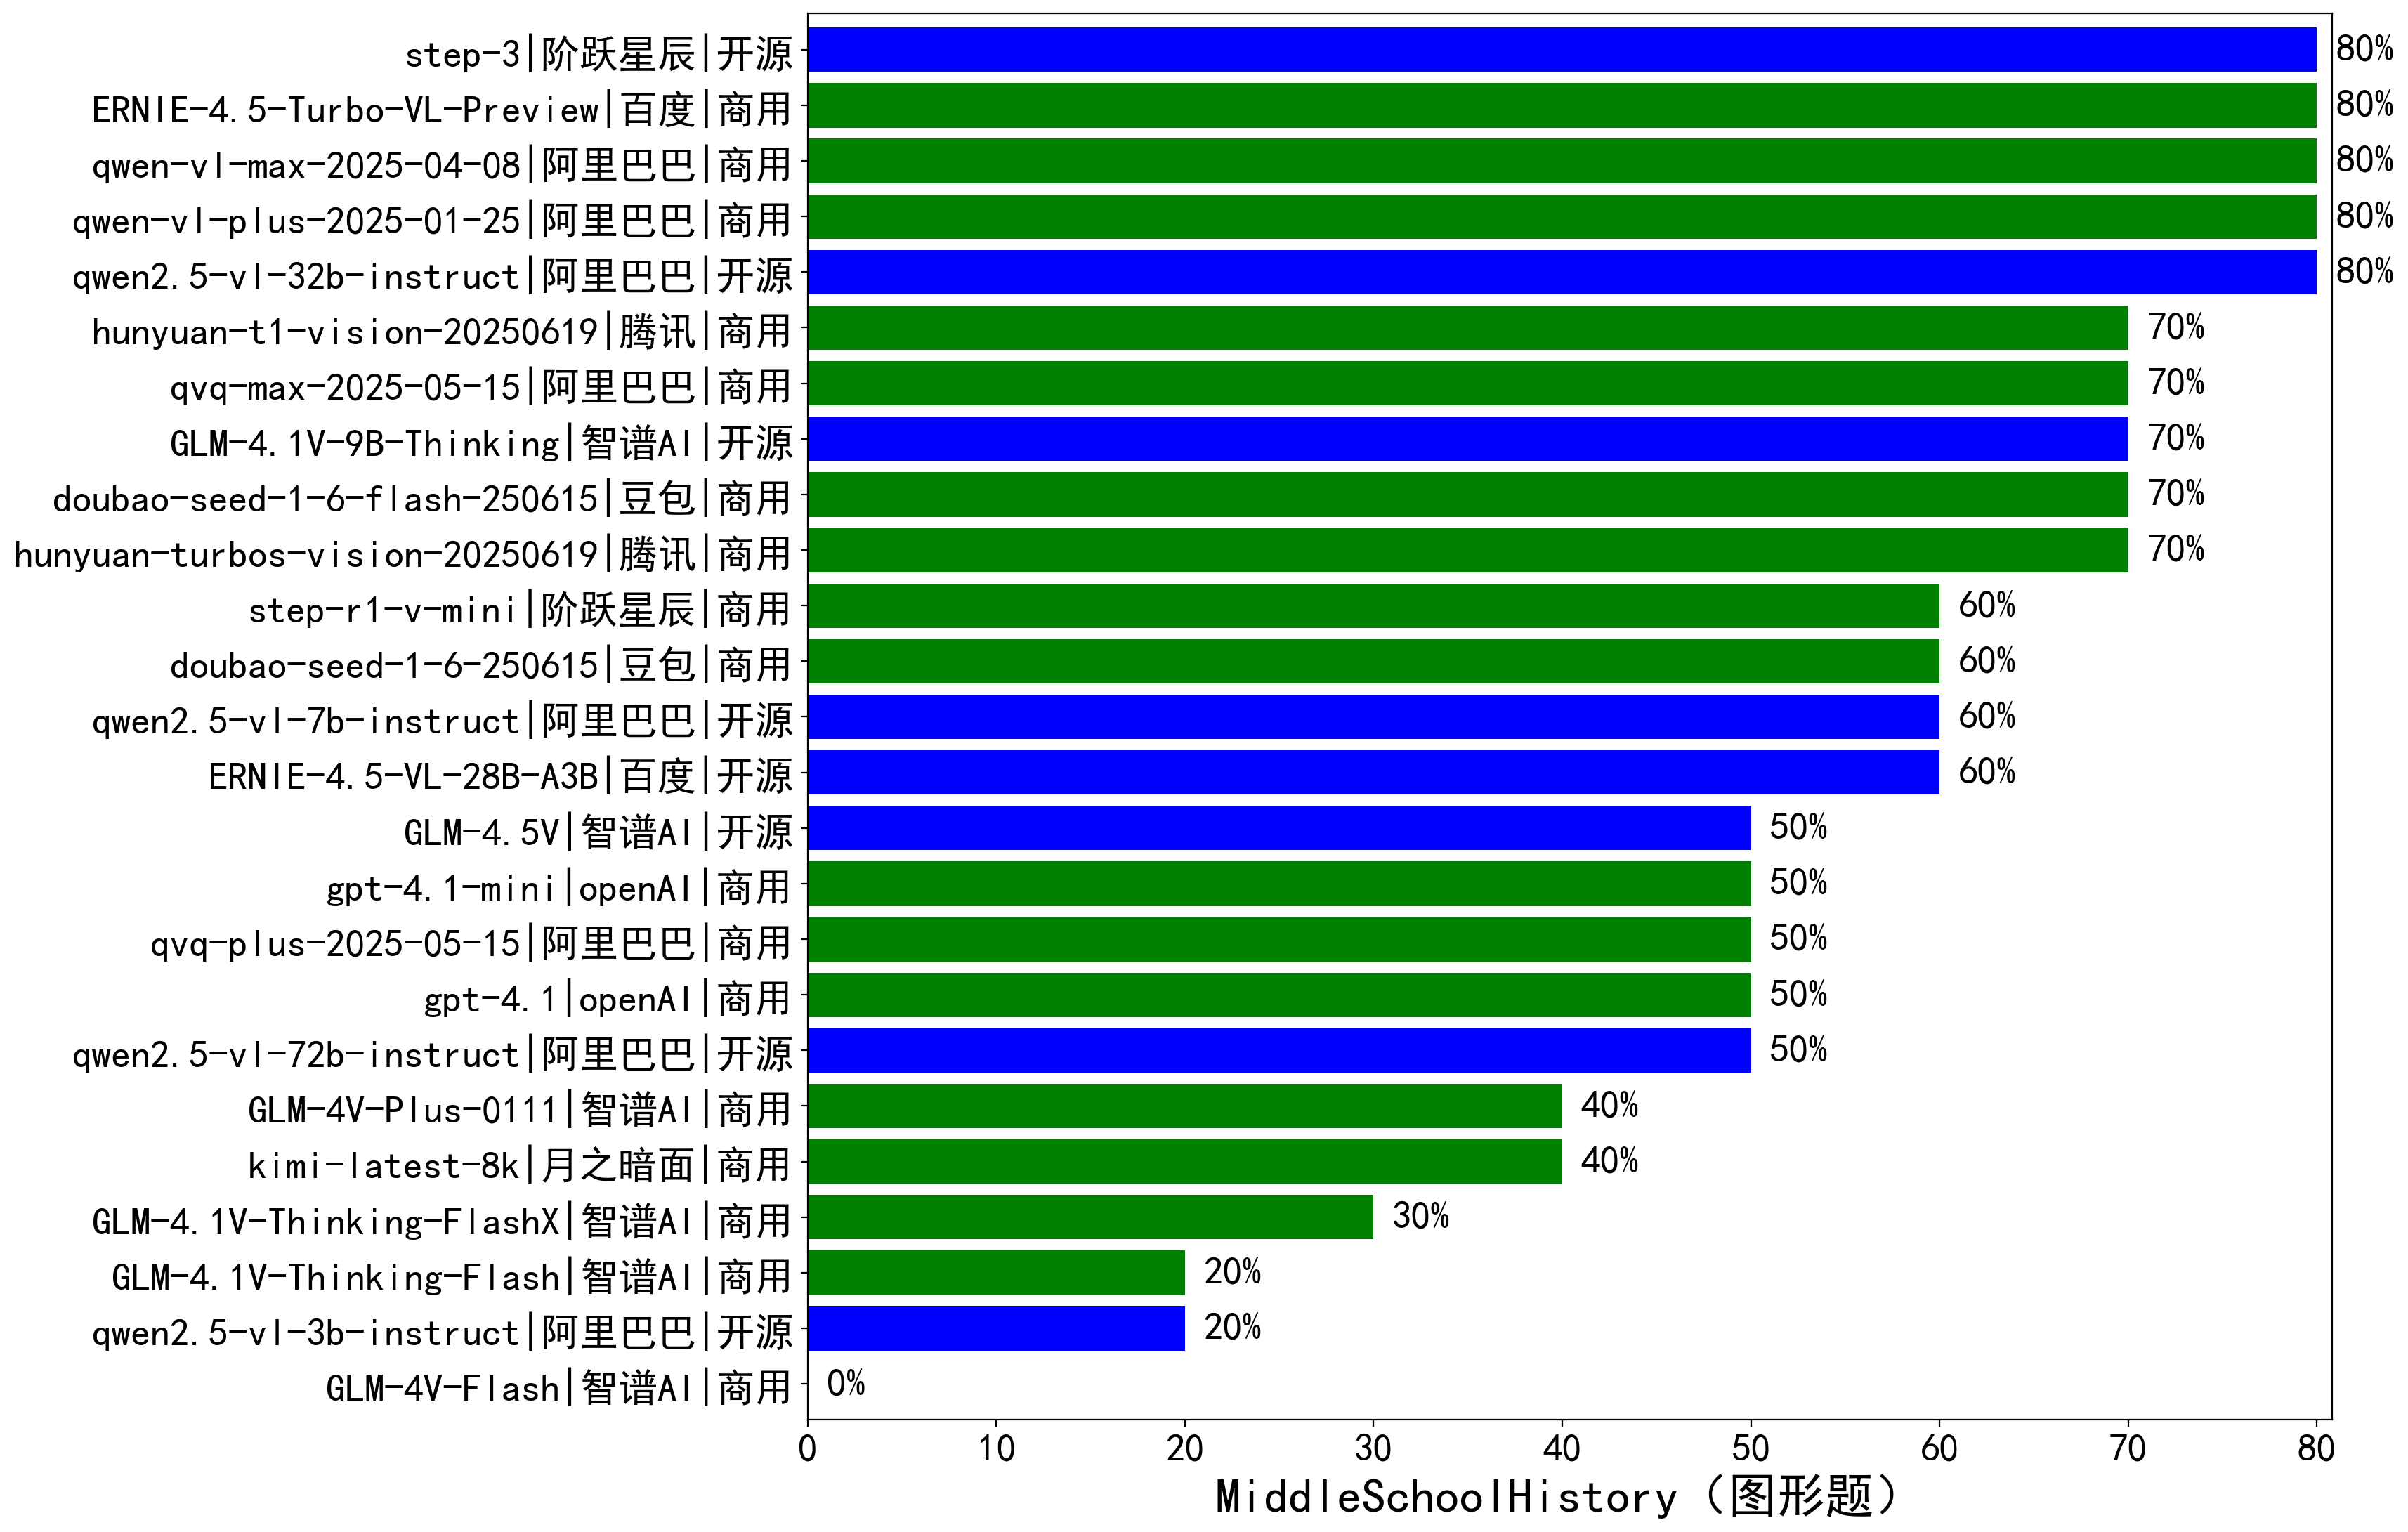 step-3|阶跃星辰|开源 80%
ERNIE-4.5-Turbo-VL-Preview|百度|商用 80%
qwen-vl-max-2025-04-08|阿里巴巴|商用 80%
qwen-vl-plus-2025-01-25|阿里巴巴|商用 80%
qwen2.5-vl-32b-instruct|阿里巴巴|开源 80%
hunyuan-t1-vision-20250619|腾讯|商用 70%
qvq-max-2025-05-15|阿里巴巴|商用 70%
GLM-4.1V-9B-Thinking|智谱AI|开源 70%
doubao-seed-1-6-flash-250615|豆包|商用 70%
hunyuan-turbos-vision-20250619|腾讯|商用 70%
step-r1-v-mini|阶跃星辰|商用 60%
doubao-seed-1-6-250615|豆包|商用 60%
qwen2.5-vl-7b-instruct|阿里巴巴|开源 60%
ERNIE-4.5-VL-28B-A3B|百度|开源 60%
GLM-4.5V|智谱AI|开源 50%
gpt-4.1-mini|openAI|商用 50%
qvq-plus-2025-05-15|阿里巴巴|商用 50%
gpt-4.1|openAI|商用 50%
qwen2.5-vl-72b-instruct|阿里巴巴|开源 50%
GLM-4V-Plus-0111|智谱AI|商用 40%
kimi-latest-8k|月之暗面|商用 40%
GLM-4.1V-Thinking-FlashX|智谱AI|商用 30%
GLM-4.1V-Thinking-Flash|智谱AI|商用 20%
qwen2.5-vl-3b-instruct|阿里巴巴|开源 20%
GLM-4V-Flash|智谱AI|商用 0%
0 10 20 30 40 50 60 70 80
MiddleSchoolHistory（图形题）